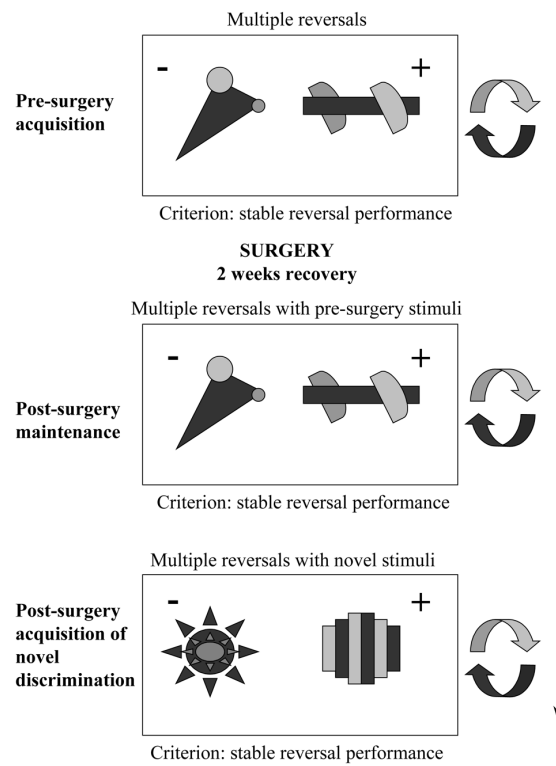 Multiple reversals
- +
Pre-surgery
acquisition
Criterion: stable reversal performance
SURGERY
2 weeks recovery
Multiple reversals with pre-surgery stimuli
- +
Post-surgery
maintenance
Criterion: stable reversal performance
Multiple reversals with novel stimuli
- +
Post-surgery
acquisition of
novel
discrimination
Criterion: stable reversal performance